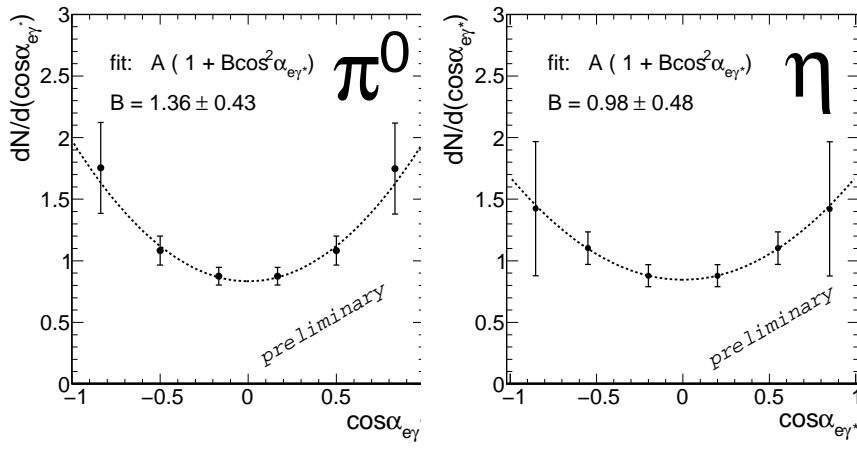 dN/d(cosα_eγ*)
3
2.5
2
1.5
1
0.5
0
fit: A ( 1 + Bcos²α_eγ*)
B = 1.36 ± 0.43
π⁰
preliminary
−1 −0.5 0 0.5
cosα_eγ
dN/d(cosα_eγ*)
3
2.5
2
1.5
1
0.5
0
fit: A ( 1 + Bcos²α_eγ*)
B = 0.98 ± 0.48
η
preliminary
−1 −0.5 0 0.5 1
cosα_eγ*